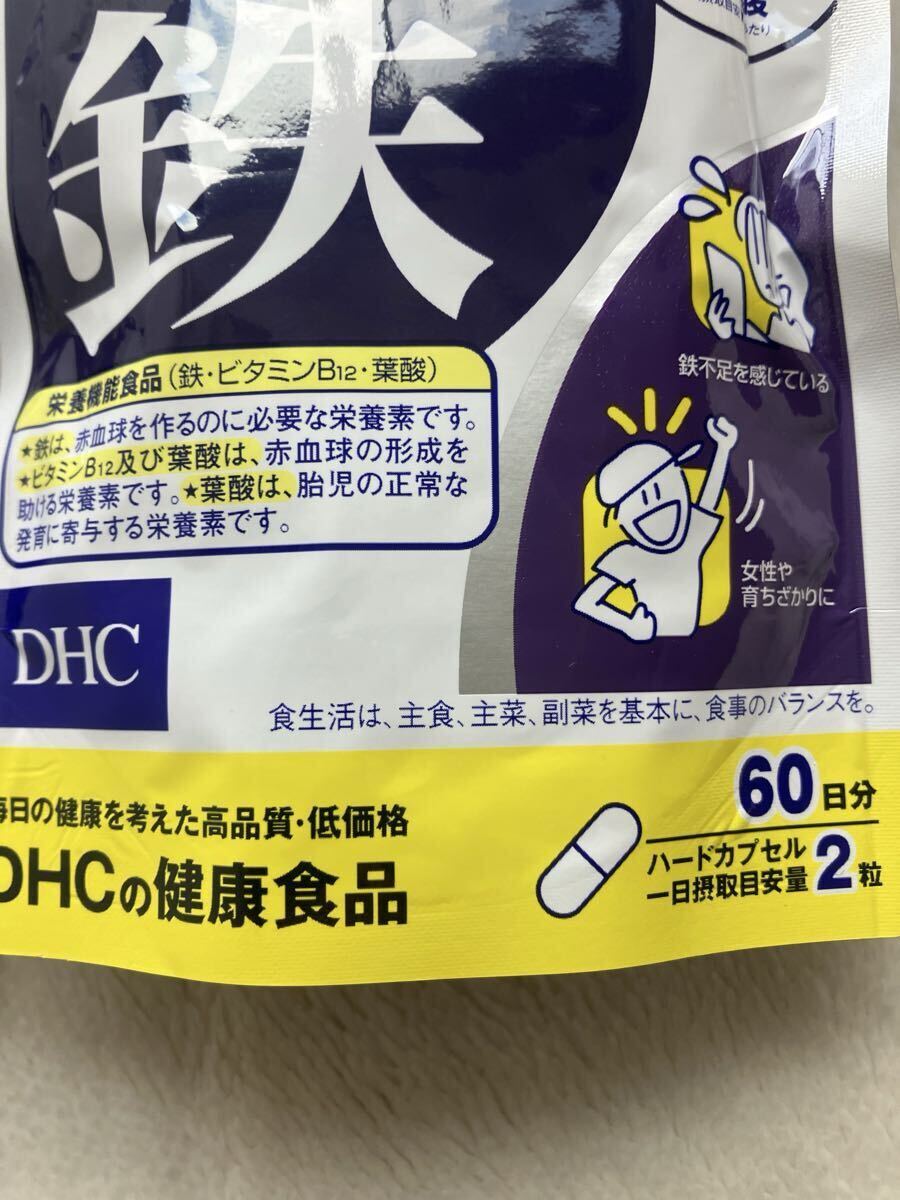 鉄
栄養機能食品(鉄・ビタミンB12・葉酸)
★鉄は、赤血球を作るのに必要な栄養素です。
★ビタミンB12及び葉酸は、赤血球の形成を
助ける栄養素です。★葉酸は、胎児の正常な
発育に寄与する栄養素です。
鉄不足を感じている
女性や
育ちざかりに
DHC
食生活は、主食、主菜、副菜を基本に、食事のバランスを。
毎日の健康を考えた高品質・低価格
DHCの健康食品
60日分
ハードカプセル
一日摂取目安量 2粒